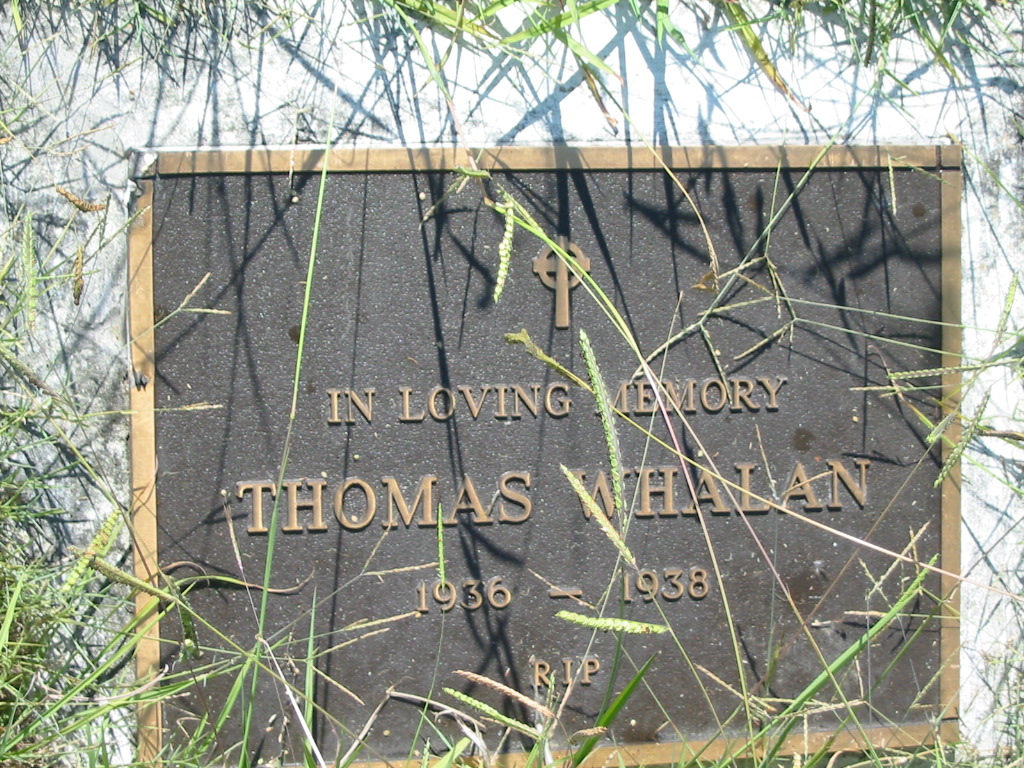 IN LOVING MEMORY
THOMAS WHALAN
1936 – 1938
RIP